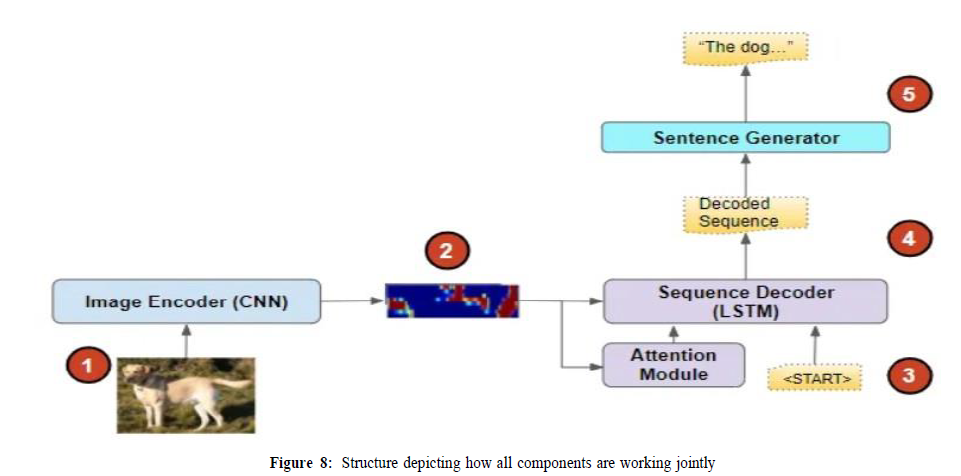 “The dog…”
5
Sentence Generator
Decoded
Sequence
4
2
Image Encoder (CNN)
Sequence Decoder
(LSTM)
1
Attention
Module
<START>
3
Figure 8: Structure depicting how all components are working jointly